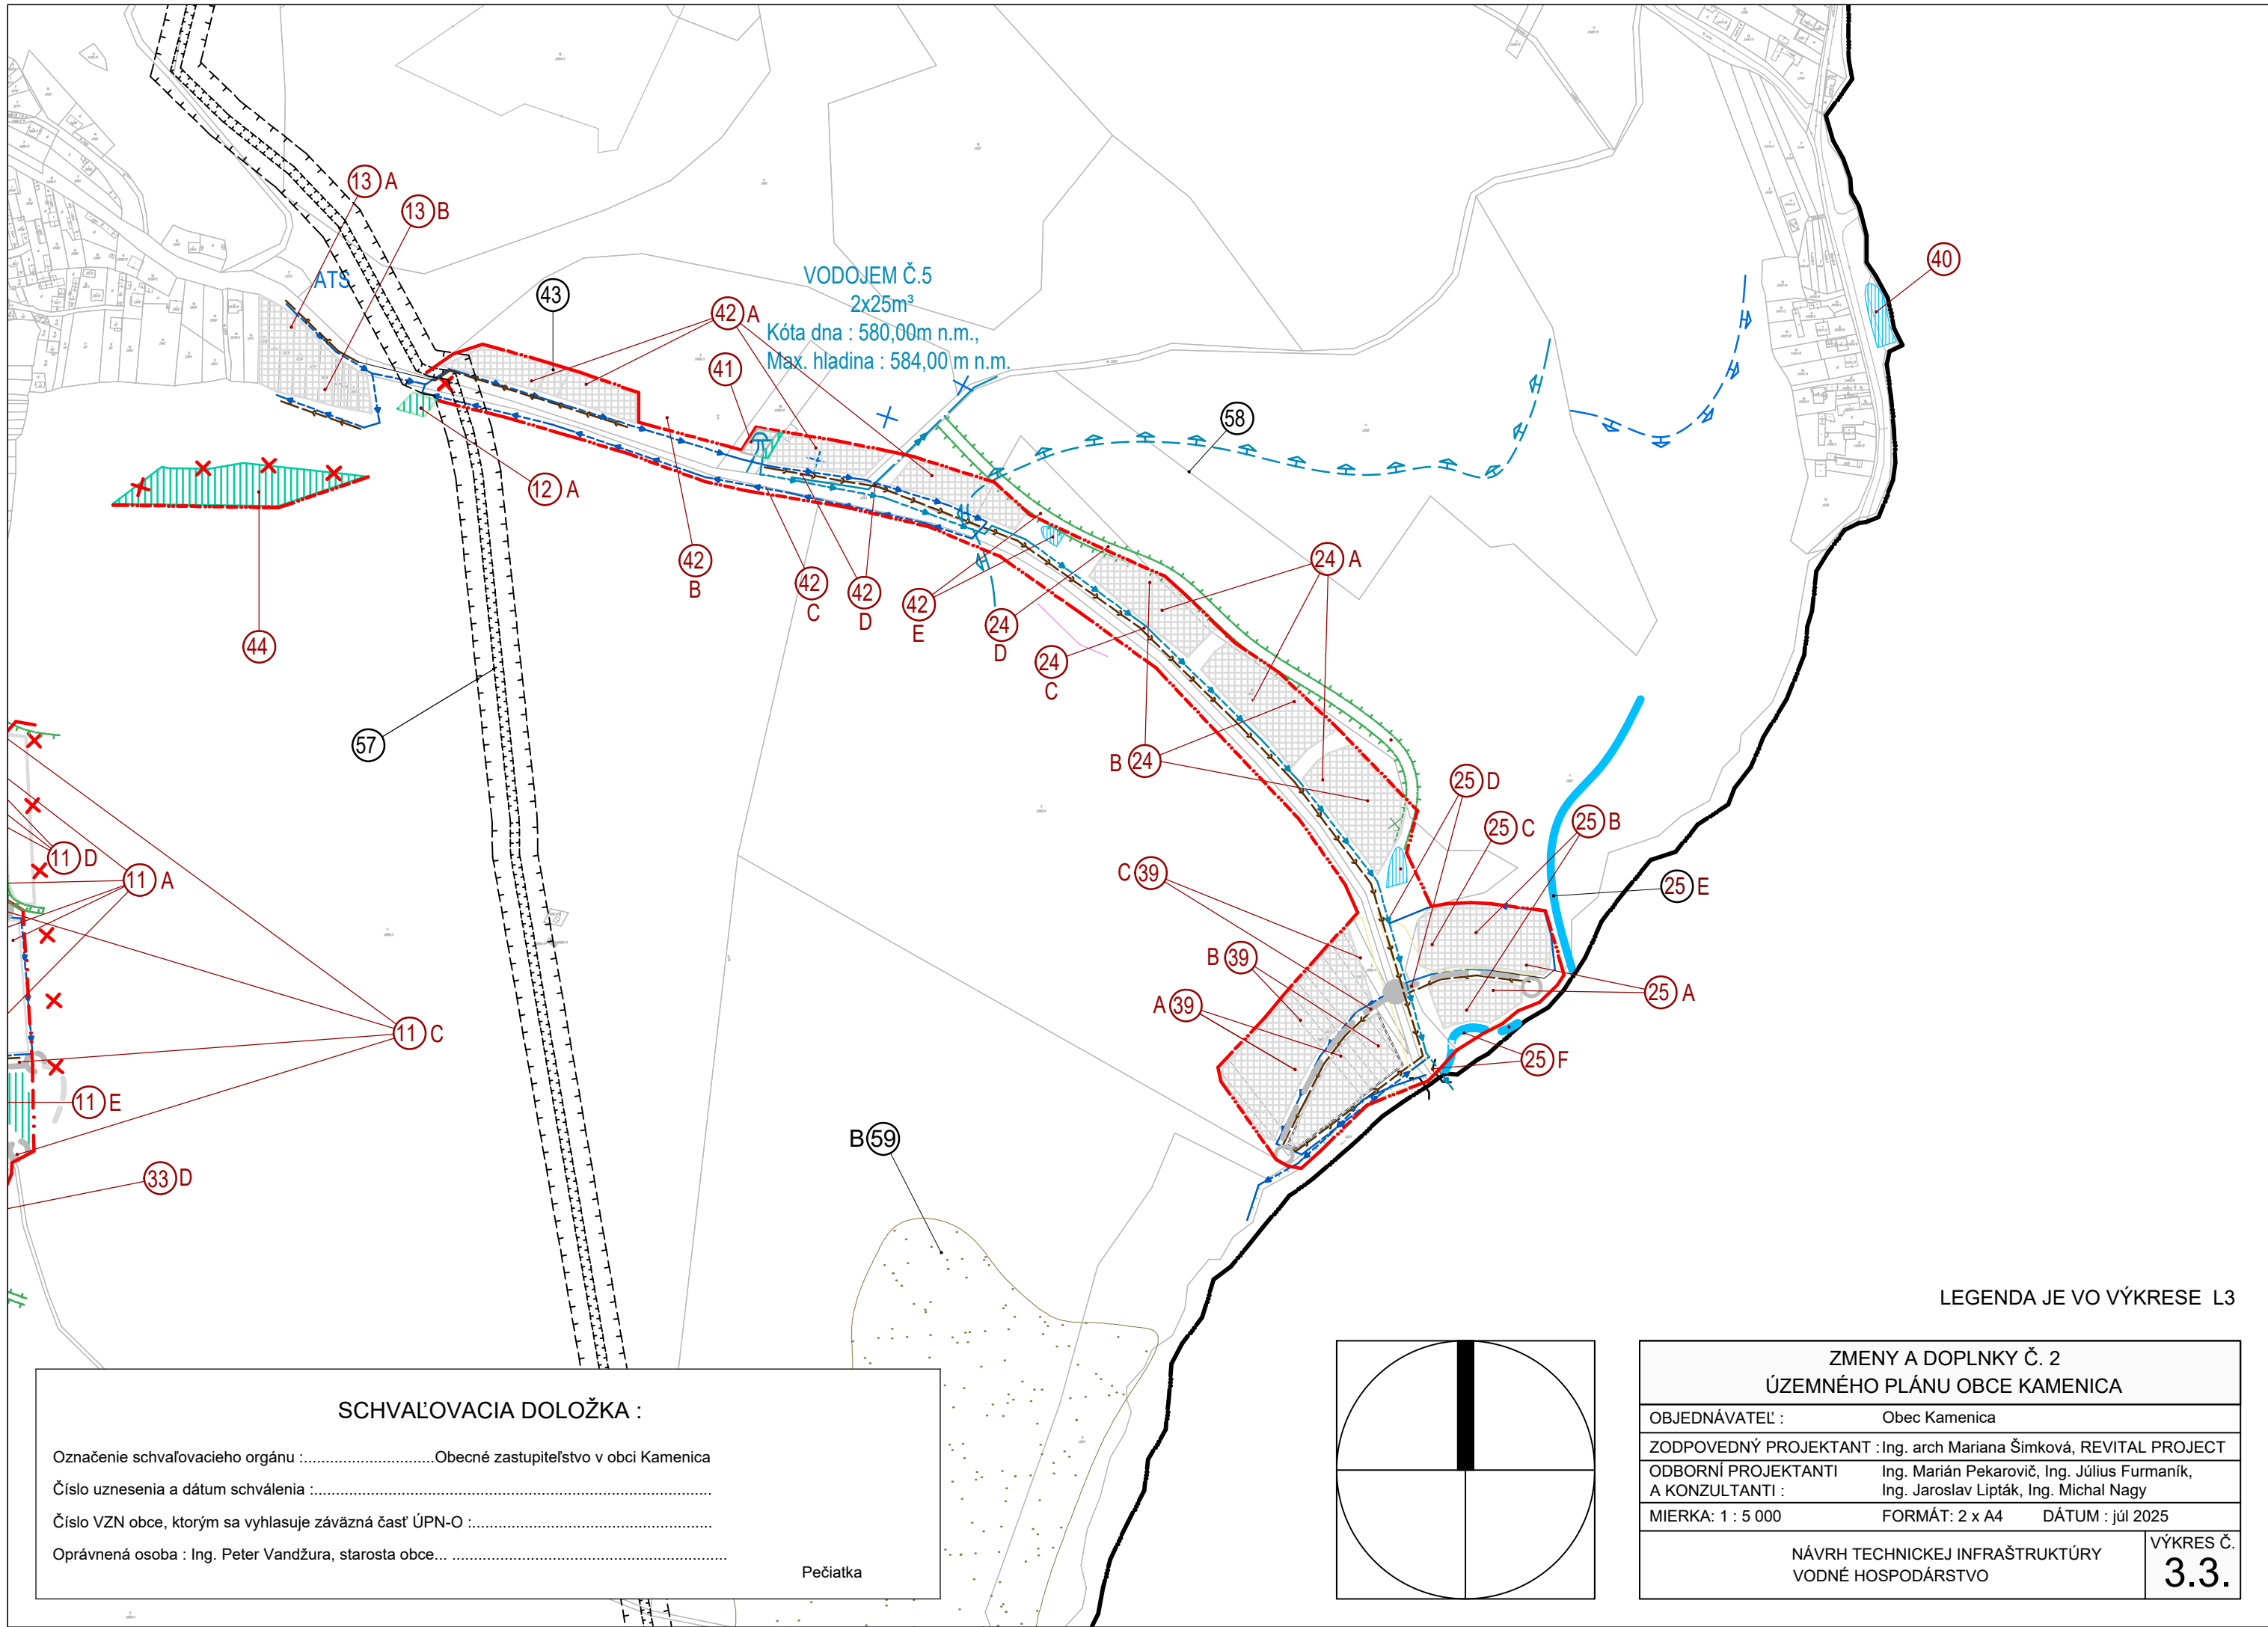 13 A
13 B
ATS
43
VODOJEM Č.5
2x25m³
Kóta dna : 580,00m n.m.,
Max. hladina : 584,00 m n.m.
42 A
41
40
58
12 A
42
B
42
C
42
D
42
E
24
D
24
C
24 A
B 24
44
57
25 D
25 C
25 B
25 E
25 A
25 F
C 39
B 39
A 39
11 D
11 A
11 C
11 E
33 D
B 59
LEGENDA JE VO VÝKRESE L3
SCHVAĽOVACIA DOLOŽKA :
Označenie schvaľovacieho orgánu :.............................Obecné zastupiteľstvo v obci Kamenica
Číslo uznesenia a dátum schválenia :.........................................................................................
Číslo VZN obce, ktorým sa vyhlasuje záväzná časť ÚPN-O :......................................................
Oprávnená osoba : Ing. Peter Vandžura, starosta obce... ..............................................................
Pečiatka
ZMENY A DOPLNKY Č. 2
ÚZEMNÉHO PLÁNU OBCE KAMENICA
OBJEDNÁVATEĽ : Obec Kamenica
ZODPOVEDNÝ PROJEKTANT : Ing. arch Mariana Šimková, REVITAL PROJECT
ODBORNÍ PROJEKTANTI Ing. Marián Pekarovič, Ing. Július Furmaník,
A KONZULTANTI : Ing. Jaroslav Lipták, Ing. Michal Nagy
MIERKA: 1 : 5 000 FORMÁT: 2 x A4 DÁTUM : júl 2025
NÁVRH TECHNICKEJ INFRAŠTRUKTÚRY
VODNÉ HOSPODÁRSTVO
VÝKRES Č.
3.3.